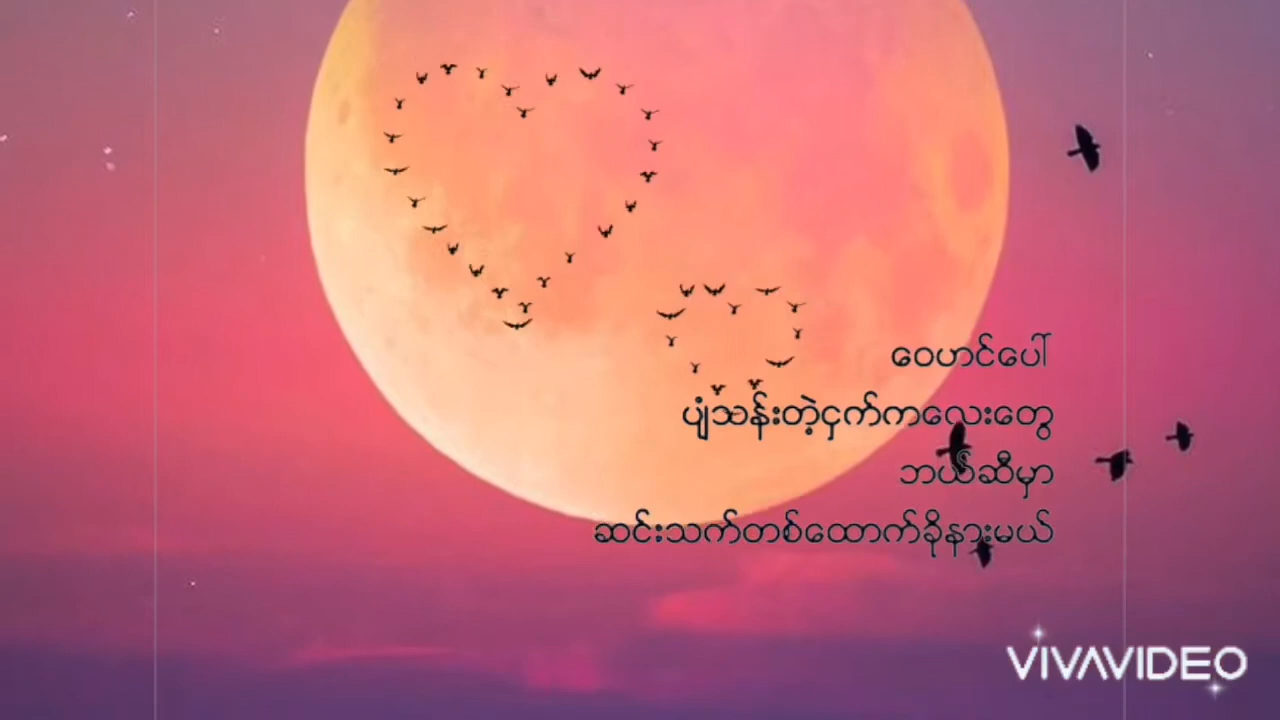 ဝေဟင်ပေါ်
ပျံသန်းတဲ့ငှက်ကလေးတွေ
ဘယ်ဆီမှာ
ဆင်းသက်တစ်ထောက်ခိုနားမယ်
VIVAVIDEO